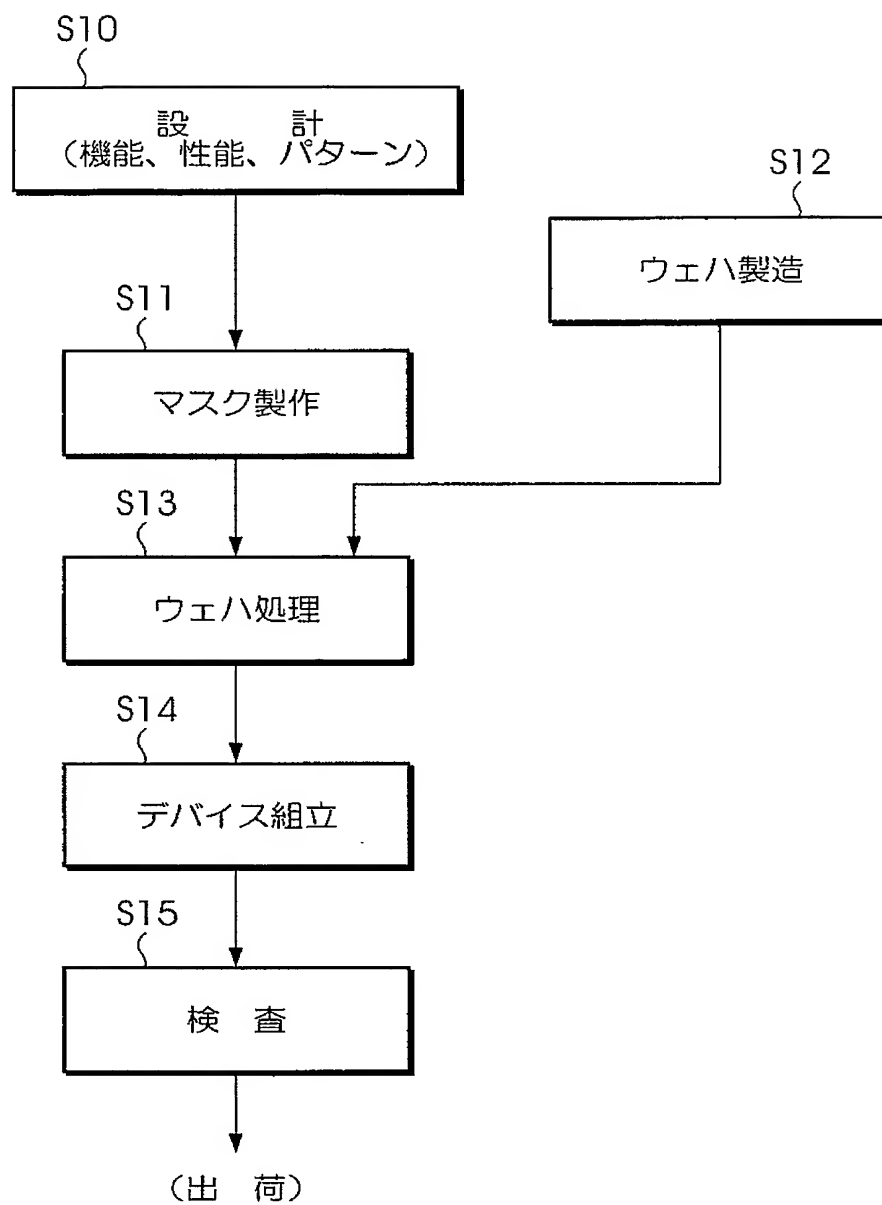 S10
設　計
（機能、性能、パターン）
S12
ウェハ製造
S11
マスク製作
S13
ウェハ処理
S14
デバイス組立
S15
検　査
（出　荷）